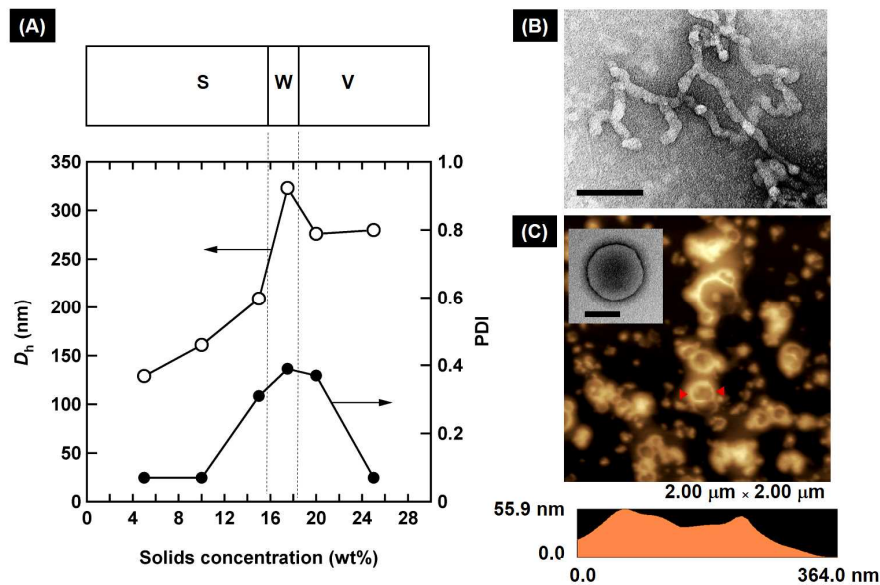 (A)
S W V
350
300
250
200
150
100
50
0
D_h (nm)
1.0
0.8
0.6
0.4
0.2
0
PDI
0 4 8 12 16 20 24 28
Solids concentration (wt%)
(B)
(C)
2.00 μm × 2.00 μm
55.9 nm
0.0
0.0 364.0 nm